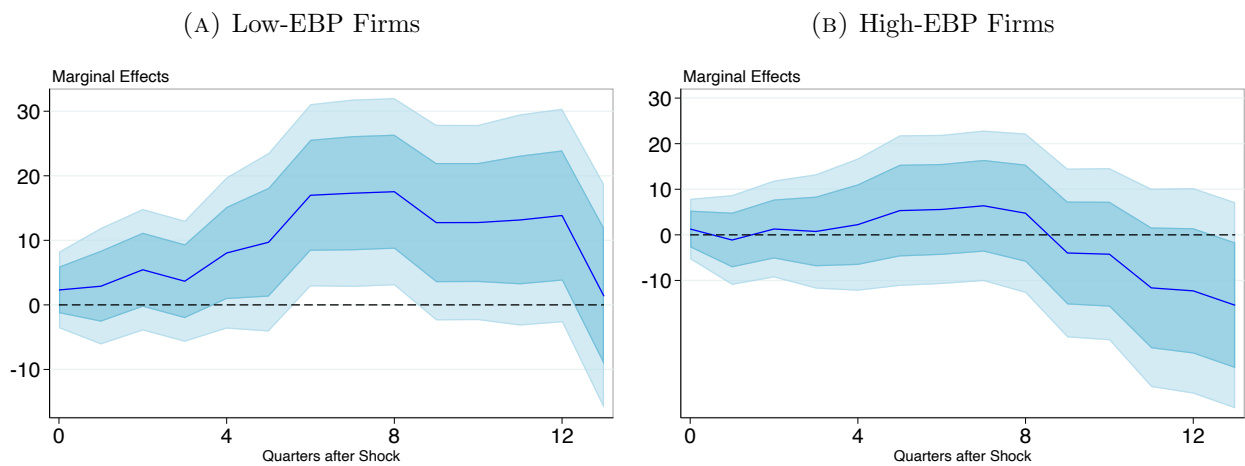 (A) Low-EBP Firms
Marginal Effects
30
20
10
0
-10
0 4 8 12
Quarters after Shock
(B) High-EBP Firms
Marginal Effects
30
20
10
0
-10
0 4 8 12
Quarters after Shock